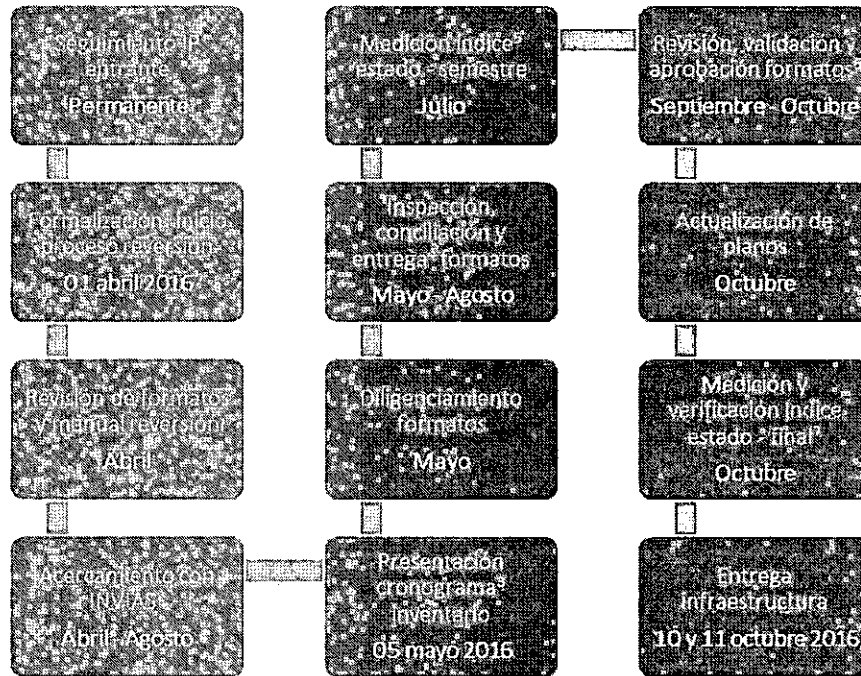 Seguimiento IP
entrante
Permanente
Formalización inicio
proceso reversión
01 abril 2016
Revisión de formatos
y manual reversión
Abril
Acercamiento con
INVIAS
Abril - Agosto
Presentación
cronograma
inventario
05 mayo 2016
Diligenciamiento
formatos
Mayo
Inspección,
conciliación y
entrega formatos
Mayo - Agosto
Medición índice
estado - semestre
Julio
Revisión, validación y
aprobación formatos
Septiembre - Octubre
Actualización de
planos
Octubre
Medición y
verificación índice
estado - final
Octubre
Entrega
infraestructura
10 y 11 octubre 2016